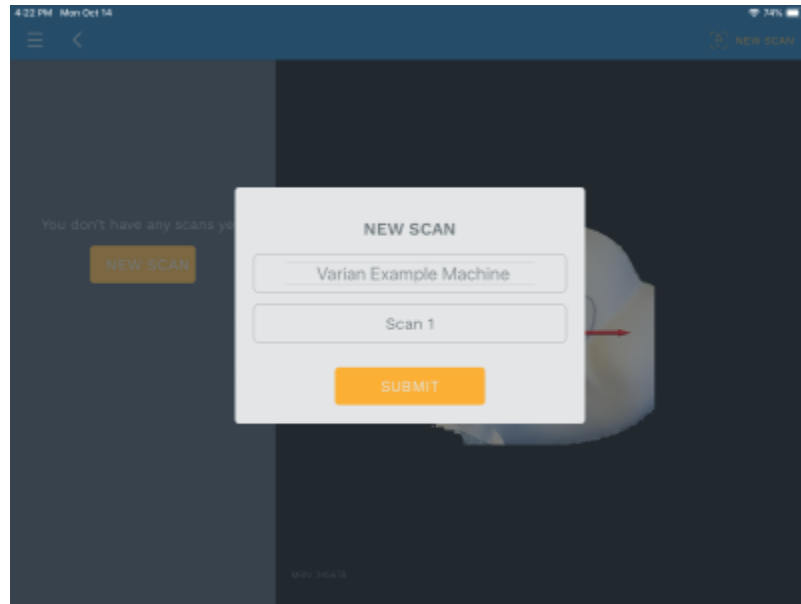 4:22 PM Mon Oct 14
74%
NEW SCAN
You don't have any scans ye
NEW SCAN
NEW SCAN
Varian Example Machine
Scan 1
SUBMIT